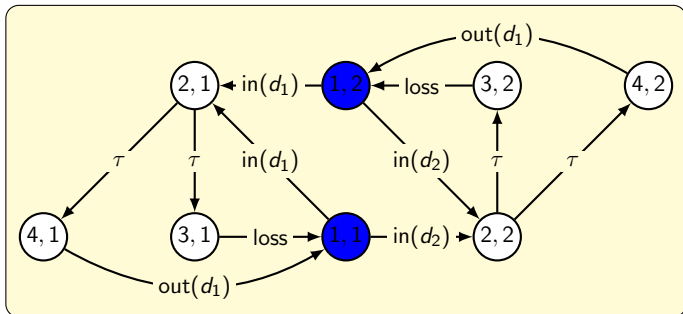 out(d₁)
2, 1 in(d₁) 1, 2 loss 3, 2 4, 2
τ τ in(d₁) in(d₂) τ τ
4, 1 3, 1 loss 1, 1 in(d₂) 2, 2
out(d₁)